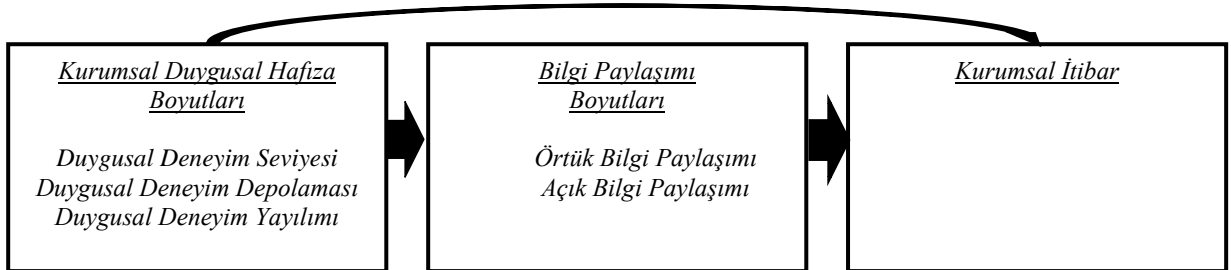 Kurumsal Duygusal Hafıza
Boyutları
Duygusal Deneyim Seviyesi
Duygusal Deneyim Depolaması
Duygusal Deneyim Yayılımı
Bilgi Paylaşımı
Boyutları
Örtük Bilgi Paylaşımı
Açık Bilgi Paylaşımı
Kurumsal İtibar